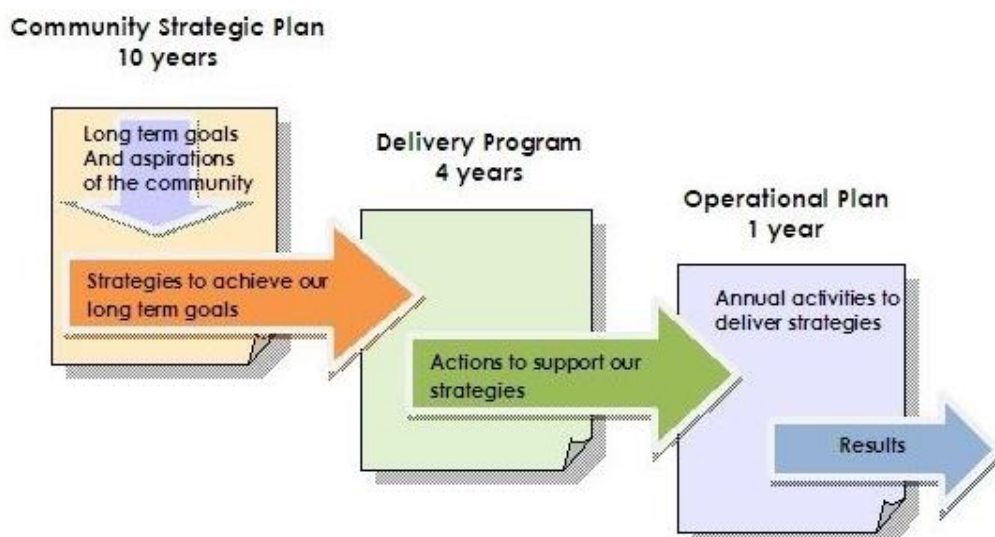 Community Strategic Plan
10 years
Long term goals
And aspirations
of the community
Strategies to achieve our
long term goals
Delivery Program
4 years
Actions to support our
strategies
Operational Plan
1 year
Annual activities to
deliver strategies
Results